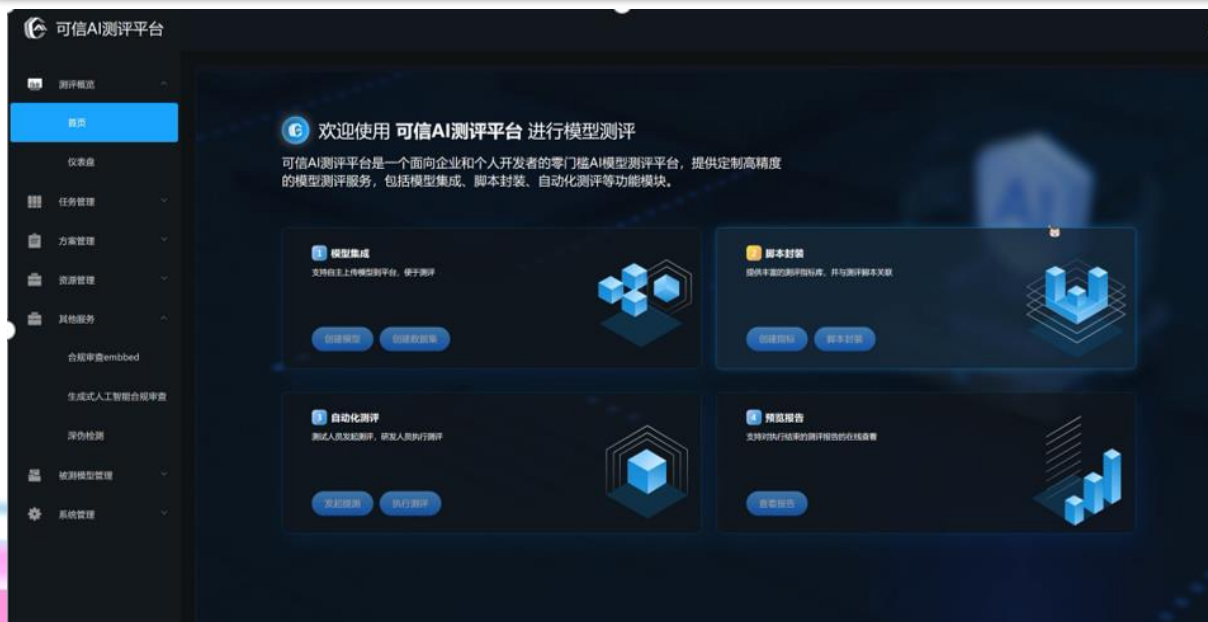 可信AI测评平台
测评概览
首页
仪表盘
任务管理
方案管理
资源管理
其他服务
合规审查embbed
生成式人工智能合规审查
深伪检测
被测模型管理
系统管理
欢迎使用 可信AI测评平台 进行模型测评
可信AI测评平台是一个面向企业和个人开发者的零门槛AI模型测评平台，提供定制高精度
的模型测评服务，包括模型集成、脚本封装、自动化测评等功能模块。
1 模型集成
支持自主上传模型到平台，便于测评
创建模型 创建数据集
2 脚本封装
提供丰富的测评指标库，并与测评脚本关联
创建指标 脚本封装
3 自动化测评
测试人员发起测评，研发人员执行测评
发起提测 执行测评
4 预览报告
支持对执行结束的测评报告的在线查看
查看报告
AI